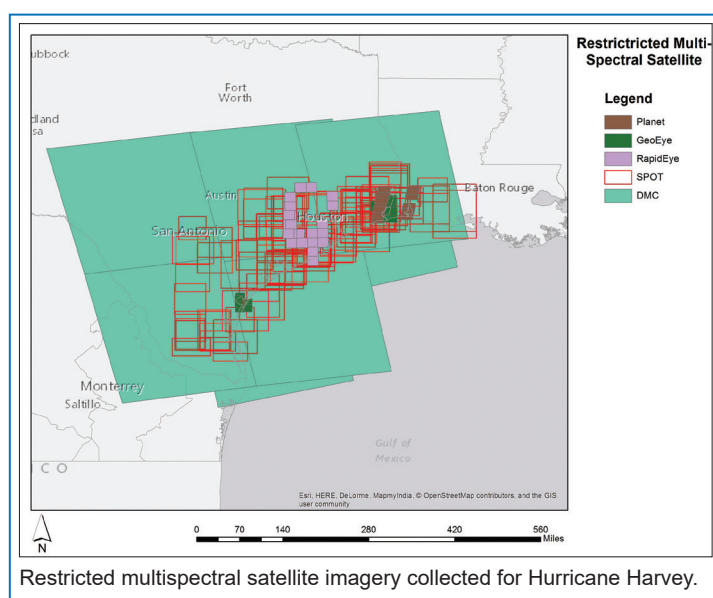 ubbock
Fort
Worth
dland
sa
Austin
Houston
San Antonio
Baton Rouge
Monterrey
Saltillo
I C O
Gulf of
Mexico
Esri, HERE, DeLorme, MapmyIndia, © OpenStreetMap contributors, and the GIS
user community
Restrictricted Multi-
Spectral Satellite
Legend
Planet
GeoEye
RapidEye
SPOT
DMC
N
0 70 140 280 420 560
Miles
Restricted multispectral satellite imagery collected for Hurricane Harvey.